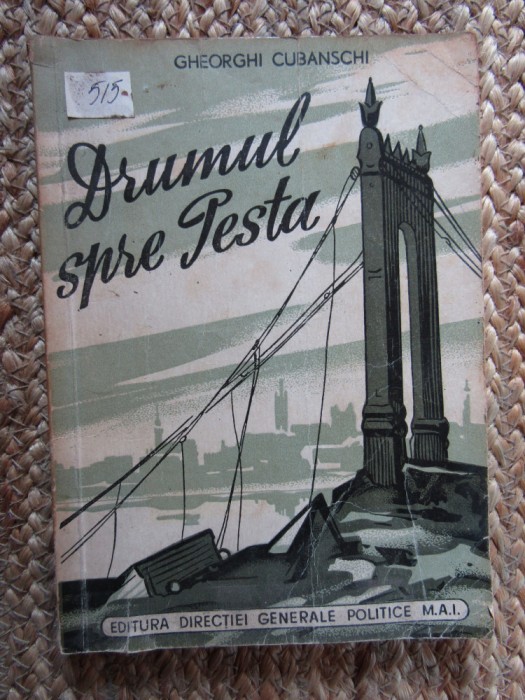 GHEORGHI CUBANSCHI
515
Drumul
spre Pesta
EDITURA DIRECTIEI GENERALE POLITICE M.A.I.